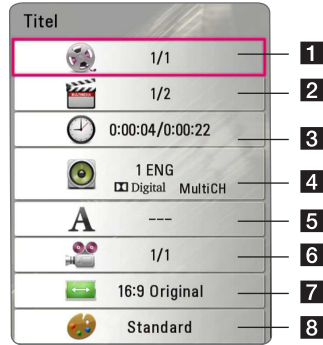 Titel
1/1
1
1/2
2
0:00:04/0:00:22
3
1 ENG
Digital MultiCH
4
A
---
5
1/1
6
16:9 Original
7
Standard
8